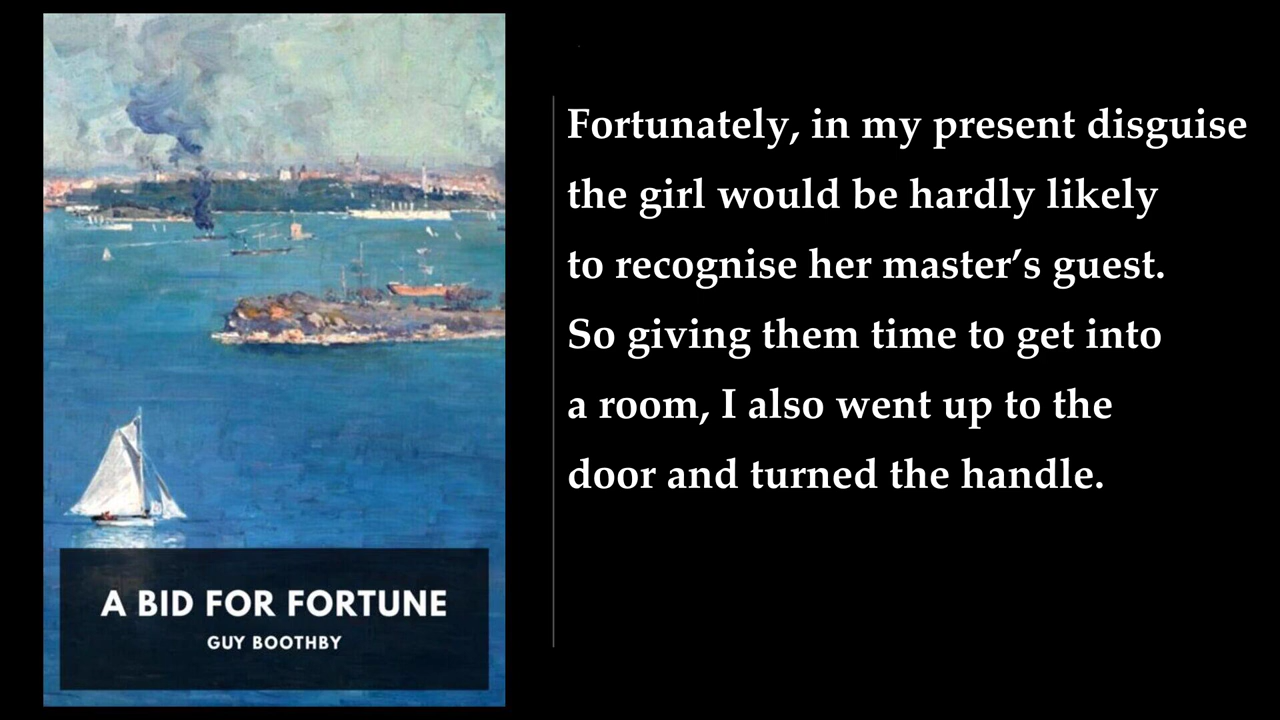 A BID FOR FORTUNE
GUY BOOTHBY
Fortunately, in my present disguise
the girl would be hardly likely
to recognise her master’s guest.
So giving them time to get into
a room, I also went up to the
door and turned the handle.